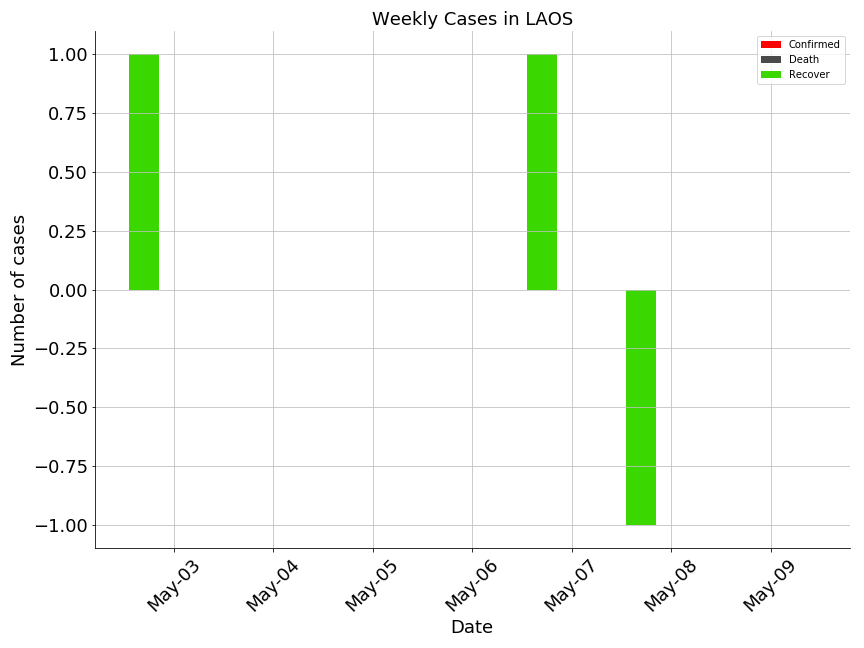 Weekly Cases in LAOS
Confirmed
Death
Recover
1.00
0.75
0.50
0.25
0.00
−0.25
−0.50
−0.75
−1.00
Number of cases
May-03
May-04
May-05
May-06
May-07
May-08
May-09
Date